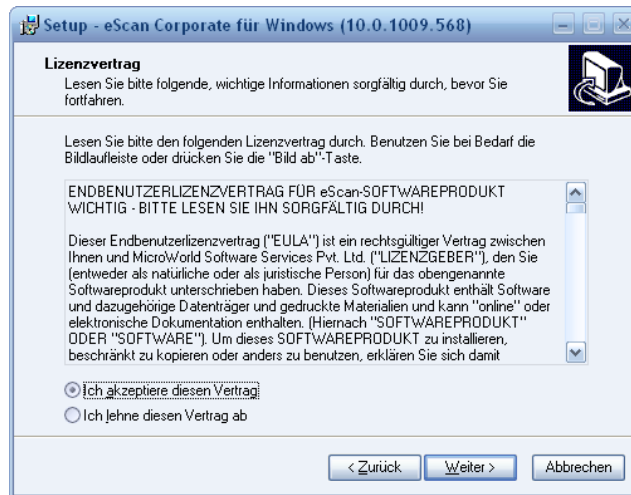 Setup - eScan Corporate für Windows (10.0.1009.568)
Lizenzvertrag
Lesen Sie bitte folgende, wichtige Informationen sorgfältig durch, bevor Sie
fortfahren.
Lesen Sie bitte den folgenden Lizenzvertrag durch. Benutzen Sie bei Bedarf die
Bildlaufleiste oder drücken Sie die "Bild ab"-Taste.
ENDBENUTZERLIZENZVERTRAG FÜR eScan-SOFTWAREPRODUKT
WICHTIG - BITTE LESEN SIE IHN SORGFÄLTIG DURCH!
Dieser Endbenutzerlizenzvertrag ("EULA") ist ein rechtsgültiger Vertrag zwischen
Ihnen und MicroWorld Software Services Pvt. Ltd. ("LIZENZGEBER"), den Sie
(entweder als natürliche oder als juristische Person) für das obengenannte
Softwareprodukt unterschrieben haben. Dieses Softwareprodukt enthält Software
und dazugehörige Datenträger und gedruckte Materialien und kann "online" oder
elektronische Dokumentation enthalten. (Hiernach "SOFTWAREPRODUKT"
ODER "SOFTWARE"). Um dieses SOFTWAREPRODUKT zu installieren,
beschränkt zu kopieren oder anders zu benutzen, erklären Sie sich damit
Ich akzeptiere diesen Vertrag
Ich lehne diesen Vertrag ab
< Zurück
Weiter >
Abbrechen